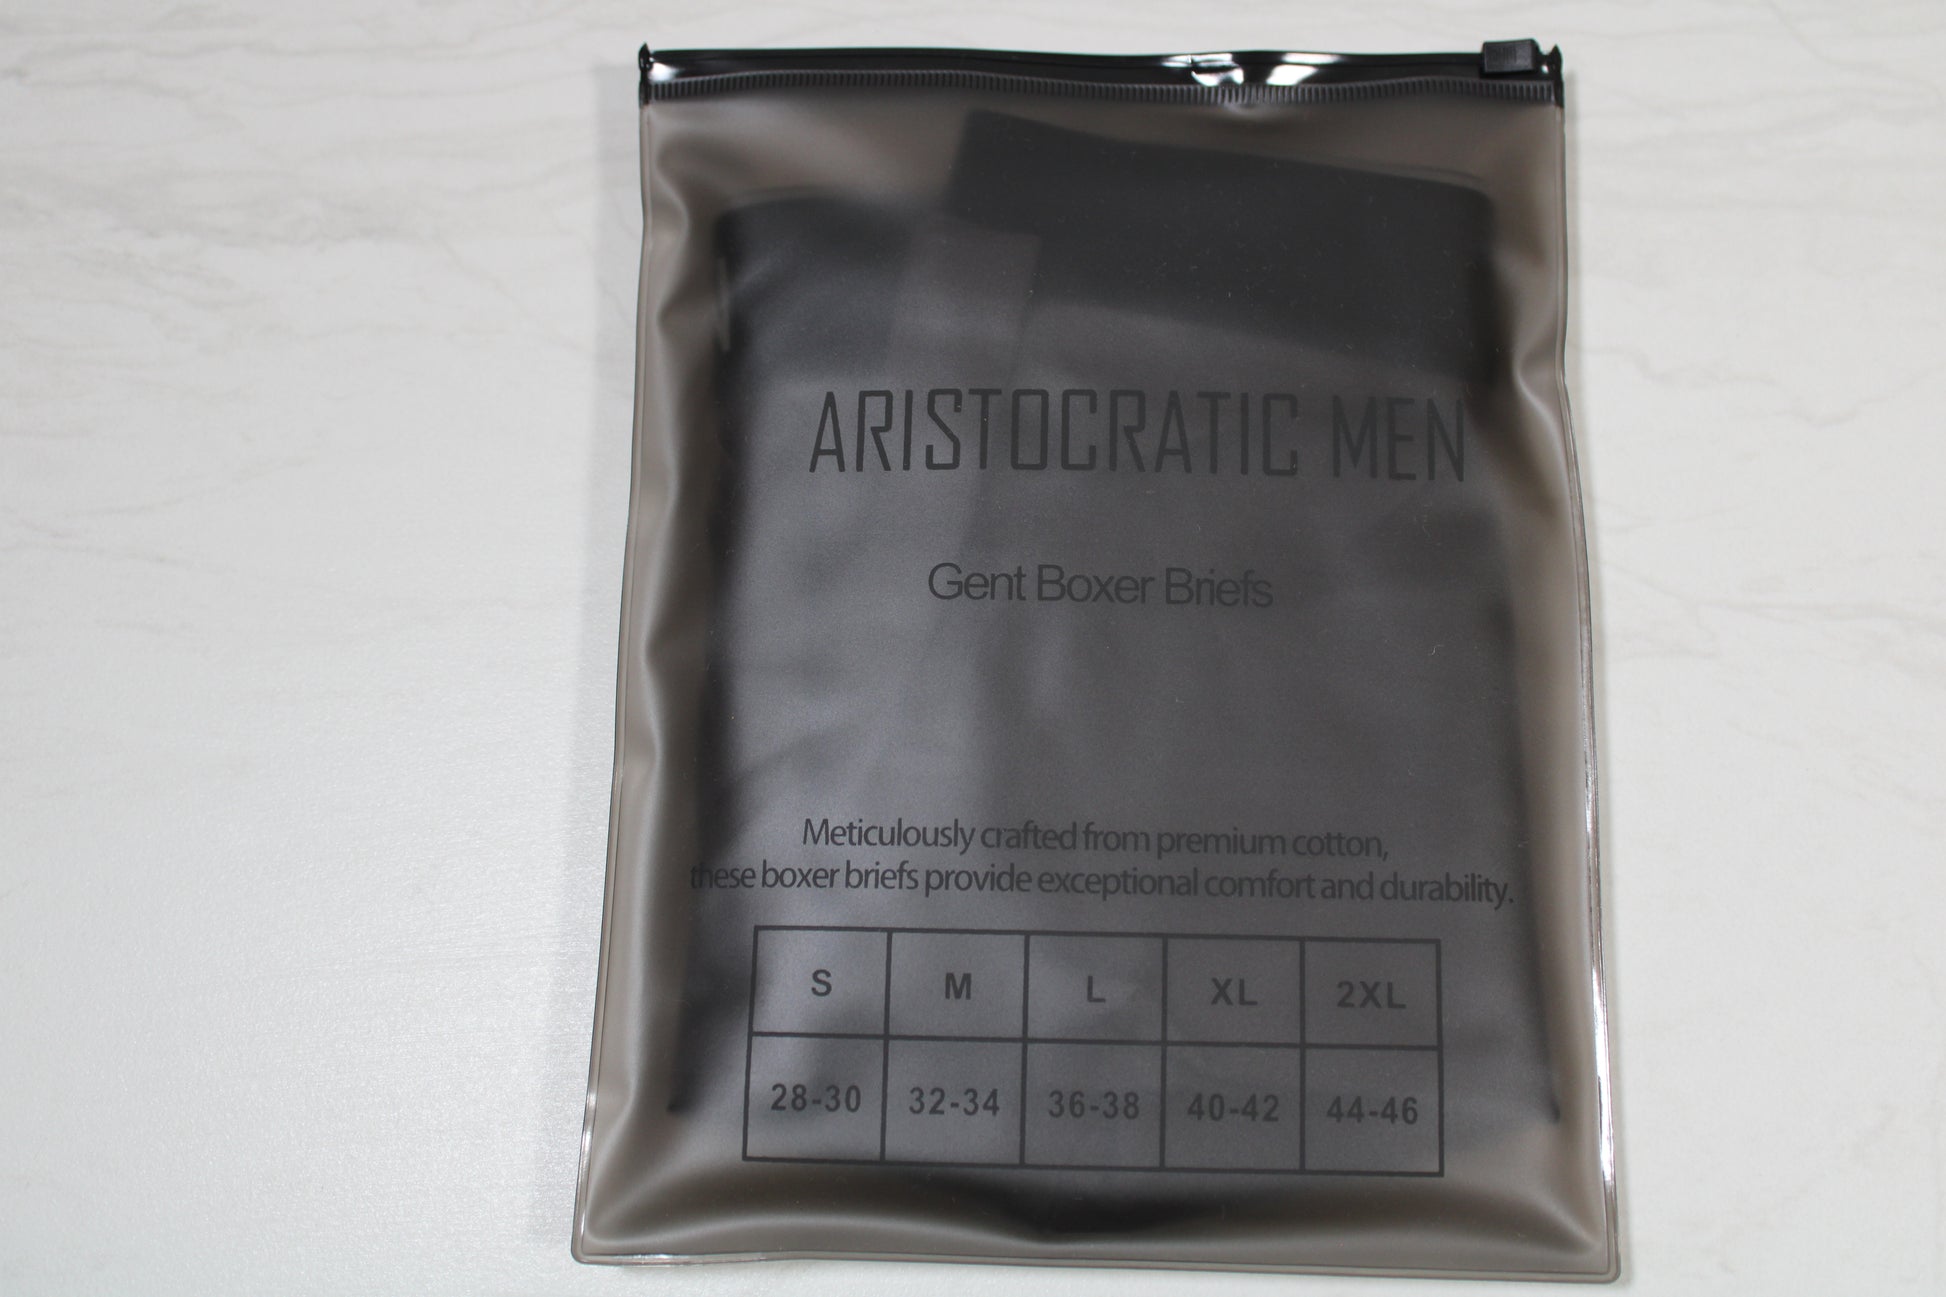 ARISTOCRATIC MEN
Gent Boxer Briefs
Meticulously crafted from premium cotton,
these boxer briefs provide exceptional comfort and durability.
S M L XL 2XL
28-30 32-34 36-38 40-42 44-46